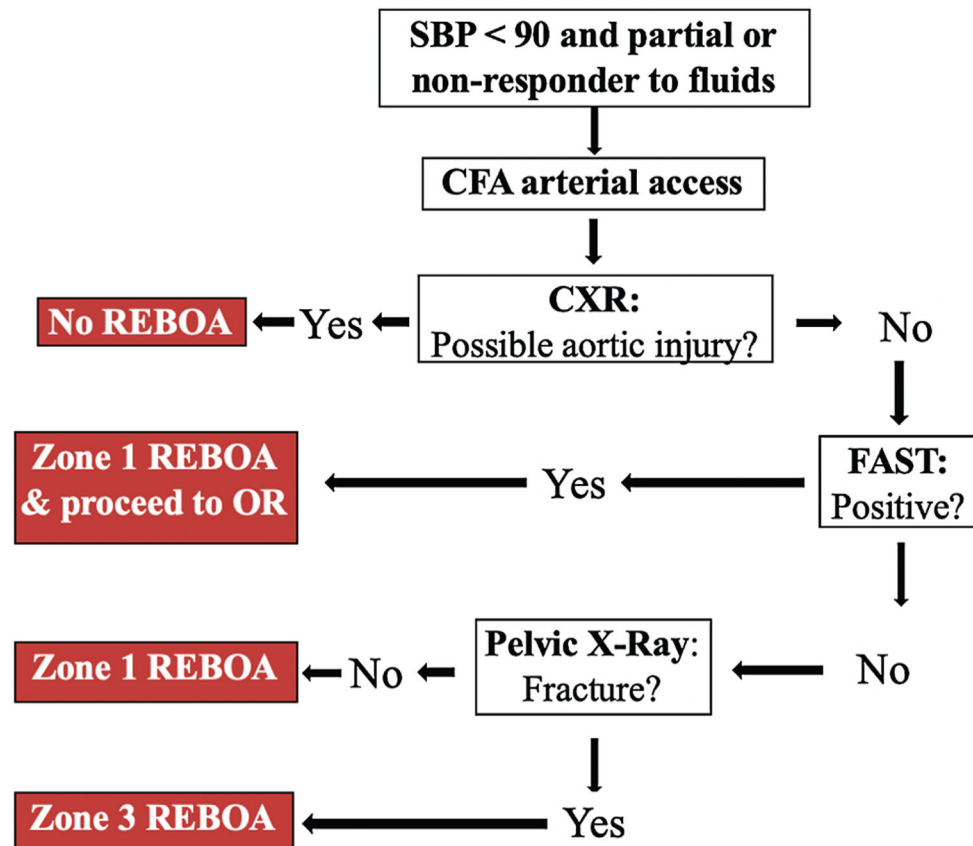 SBP < 90 and partial or
non-responder to fluids
CFA arterial access
CXR:
Possible aortic injury?
Yes
No REBOA
No
FAST:
Positive?
Yes
Zone 1 REBOA
& proceed to OR
No
Pelvic X-Ray:
Fracture?
No
Zone 1 REBOA
Yes
Zone 3 REBOA